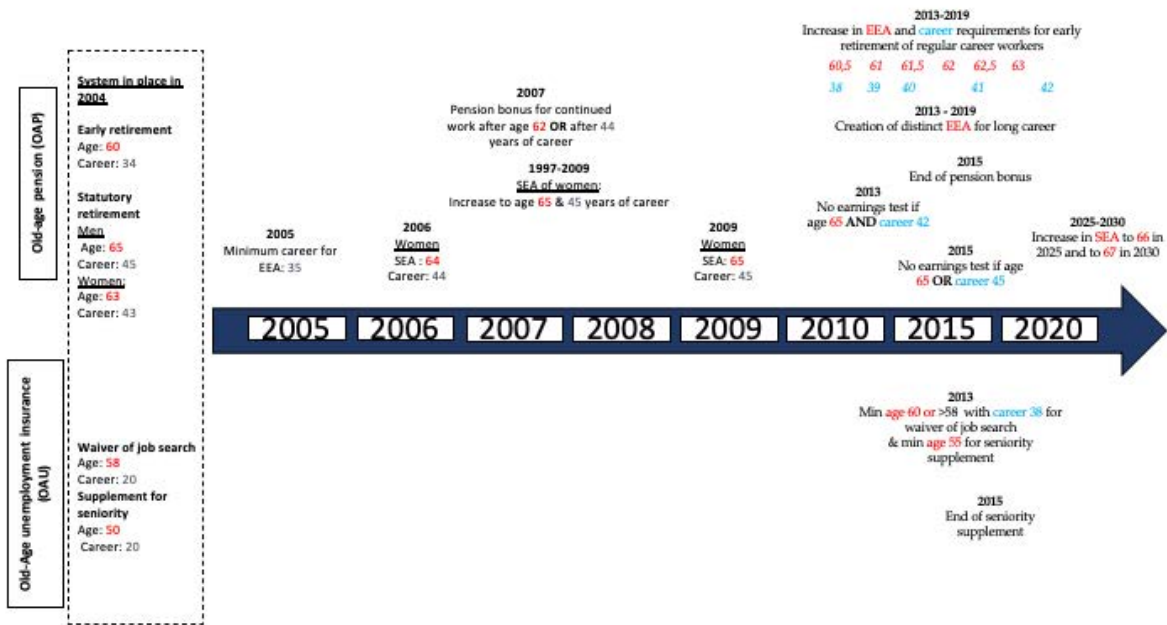 Old-age pension (OAP)
System in place in
2004
Early retirement
Age: 60
Career: 34
Statutory
retirement
Men
Age: 65
Career: 45
Women:
Age: 63
Career: 43
2005
Minimum career for
EEA: 35
2006
Women
SEA : 64
Career: 44
2007
Pension bonus for continued
work after age 62 OR after 44
years of career
1997-2009
SEA of women:
Increase to age 65 & 45 years of career
2009
Women
SEA: 65
Career: 45
2013-2019
Increase in EEA and career requirements for early
retirement of regular career workers
60,5 61 61,5 62 62,5 63
38 39 40 41 42
2013 - 2019
Creation of distinct EEA for long career
2015
End of pension bonus
2013
No earnings test if
age 65 AND career 42
2015
No earnings test if age
65 OR career 45
2025-2030
Increase in SEA to 66 in
2025 and to 67 in 2030
2005 2006 2007 2008 2009 2010 2015 2020
Old-Age unemployment insurance
(OAU)
Waiver of job search
Age: 58
Career: 20
Supplement for
seniority
Age: 50
Career: 20
2013
Min age 60 or >58 with career 38 for
waiver of job search
& min age 55 for seniority
supplement
2015
End of seniority
supplement